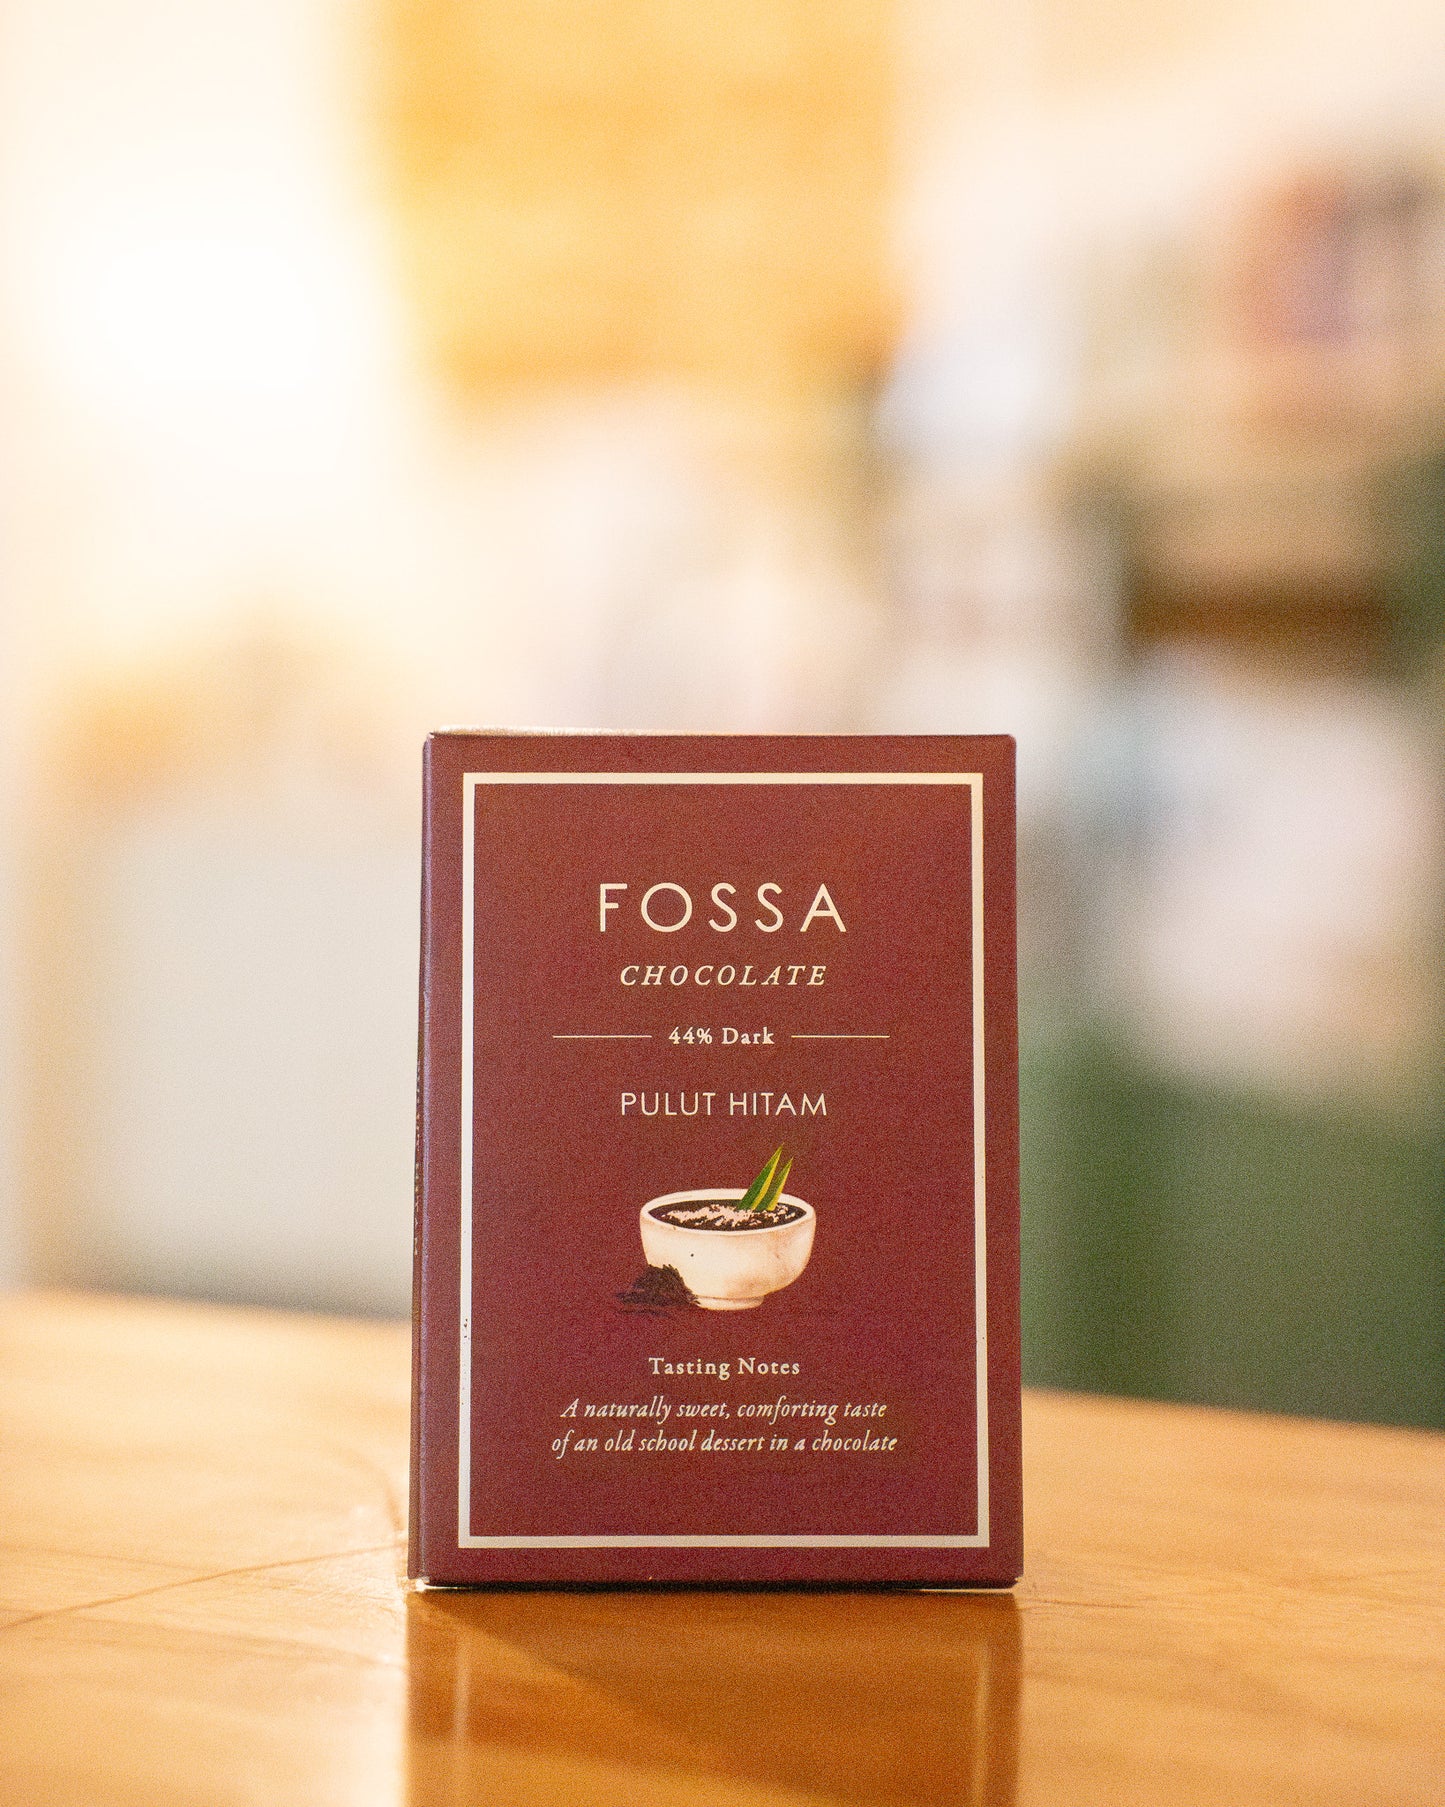 FOSSA
CHOCOLATE
44% Dark
PULUT HITAM
Tasting Notes
A naturally sweet, comforting taste
of an old school dessert in a chocolate